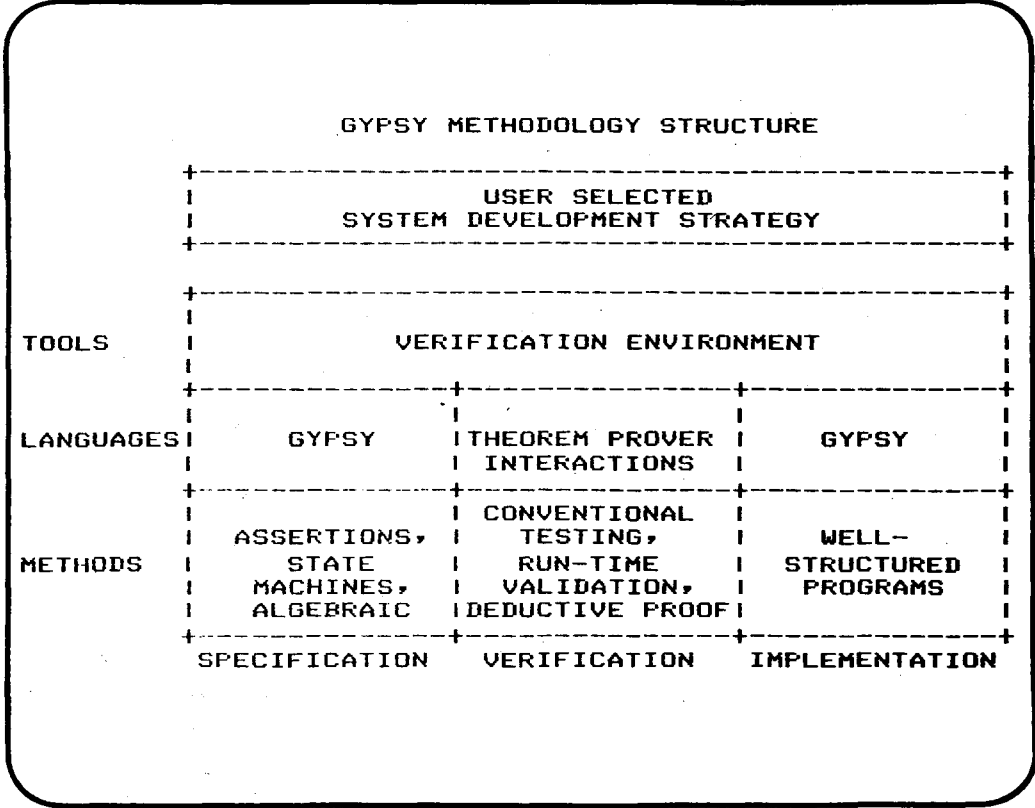 GYPSY METHODOLOGY STRUCTURE
USER SELECTED
SYSTEM DEVELOPMENT STRATEGY
TOOLS VERIFICATION ENVIRONMENT
LANGUAGES GYPSY THEOREM PROVER GYPSY
INTERACTIONS
CONVENTIONAL
ASSERTIONS, TESTING, WELL-
METHODS STATE RUN-TIME STRUCTURED
MACHINES, VALIDATION, PROGRAMS
ALGEBRAIC DEDUCTIVE PROOF
SPECIFICATION VERIFICATION IMPLEMENTATION